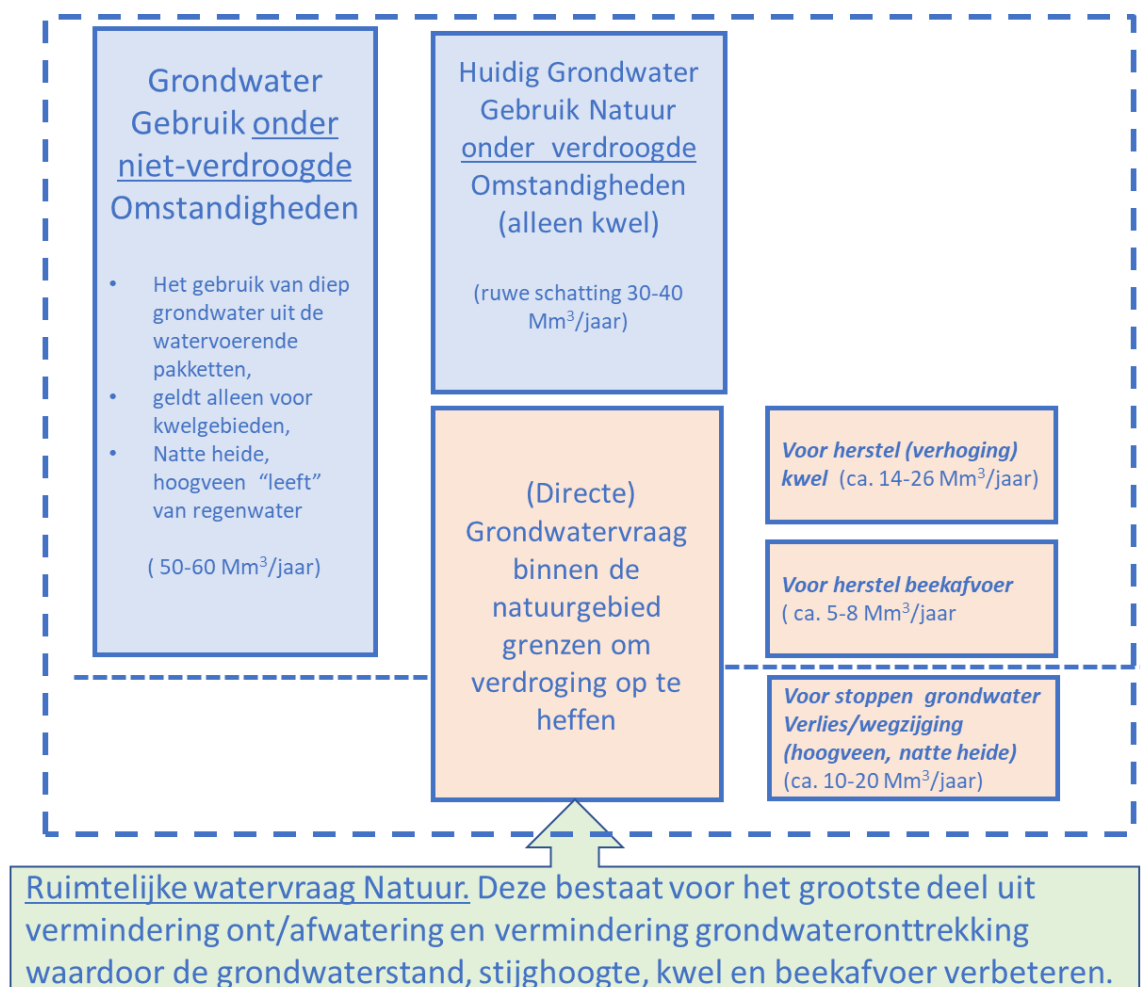 Grondwater
Gebruik onder
niet-verdroogde
Omstandigheden
• Het gebruik van diep
grondwater uit de
watervoerende
pakketten,
• geldt alleen voor
kwelgebieden,
• Natte heide,
hoogveen “leeft”
van regenwater
( 50-60 Mm³/jaar)
Huidig Grondwater
Gebruik Natuur
onder verdroogde
Omstandigheden
(alleen kwel)
(ruwe schatting 30-40
Mm³/jaar)
(Directe)
Grondwatervraag
binnen de
natuurgebied
grenzen om
verdroging op te
heffen
Voor herstel (verhoging)
kwel (ca. 14-26 Mm³/jaar)
Voor herstel beekafvoer
( ca. 5-8 Mm³/jaar
Voor stoppen grondwater
Verlies/wegzijging
(hoogveen, natte heide)
(ca. 10-20 Mm³/jaar)
Ruimtelijke watervraag Natuur. Deze bestaat voor het grootste deel uit
vermindering ont/afwatering en vermindering grondwateronttrekking
waardoor de grondwaterstand, stijghoogte, kwel en beekafvoer verbeteren.